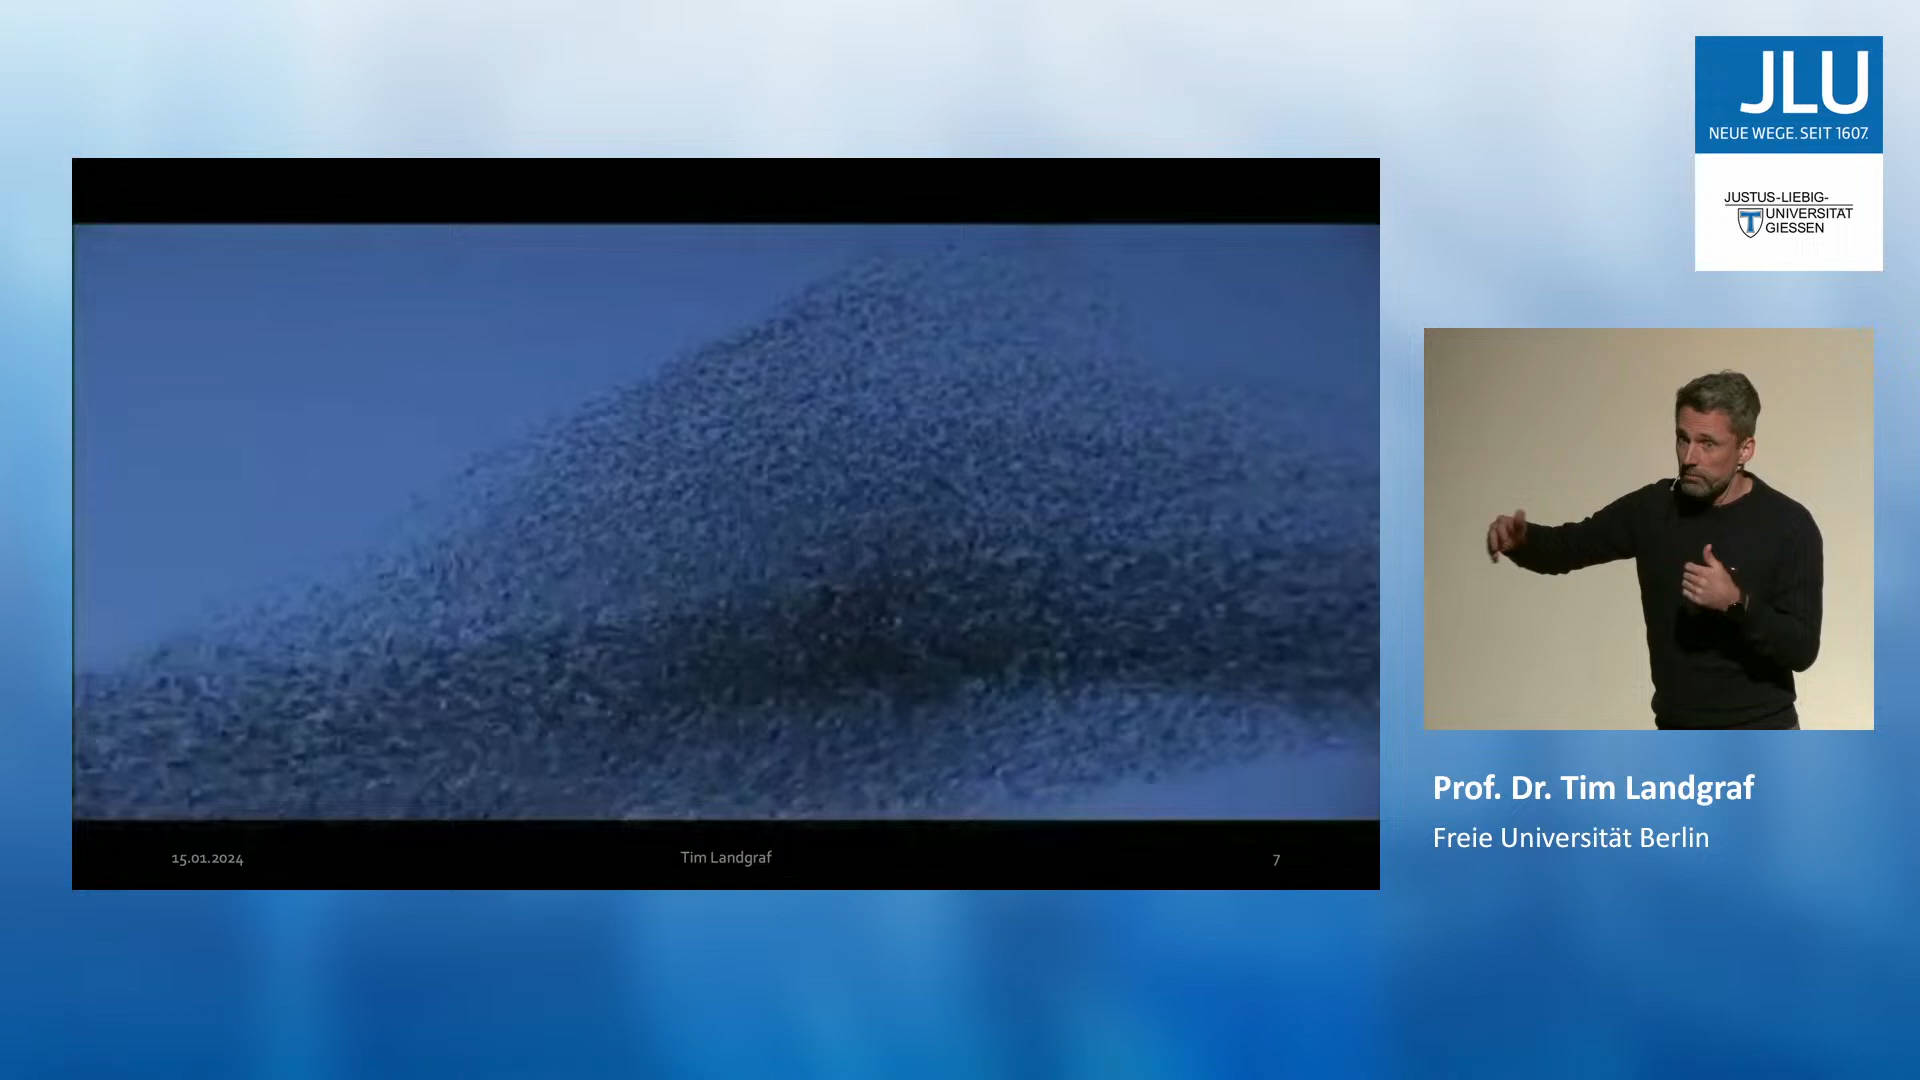 JLU
NEUE WEGE. SEIT 1607.
JUSTUS-LIEBIG-
UNIVERSITÄT
GIESSEN
Prof. Dr. Tim Landgraf
Freie Universität Berlin
15.01.2024
Tim Landgraf
7